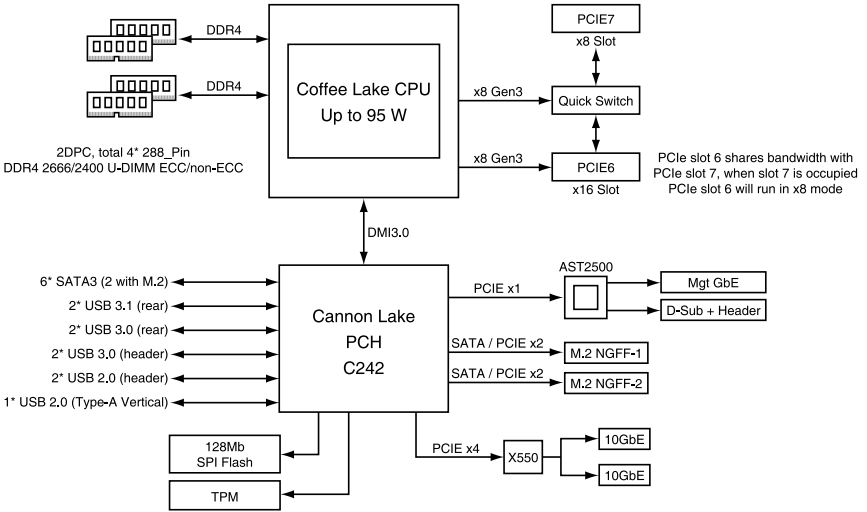 PCIE7
x8 Slot
DDR4
DDR4
Coffee Lake CPU
Up to 95 W
x8 Gen3
Quick Switch
x8 Gen3
PCIE6
x16 Slot
2DPC, total 4* 288_Pin
DDR4 2666/2400 U-DIMM ECC/non-ECC
PCIe slot 6 shares bandwidth with
PCIe slot 7, when slot 7 is occupied
PCIe slot 6 will run in x8 mode
DMI3.0
6* SATA3 (2 with M.2)
2* USB 3.1 (rear)
2* USB 3.0 (rear)
2* USB 3.0 (header)
2* USB 2.0 (header)
1* USB 2.0 (Type-A Vertical)
Cannon Lake
PCH
C242
PCIE x1
AST2500
Mgt GbE
D-Sub + Header
SATA / PCIE x2
M.2 NGFF-1
SATA / PCIE x2
M.2 NGFF-2
128Mb
SPI Flash
TPM
PCIE x4
X550
10GbE
10GbE